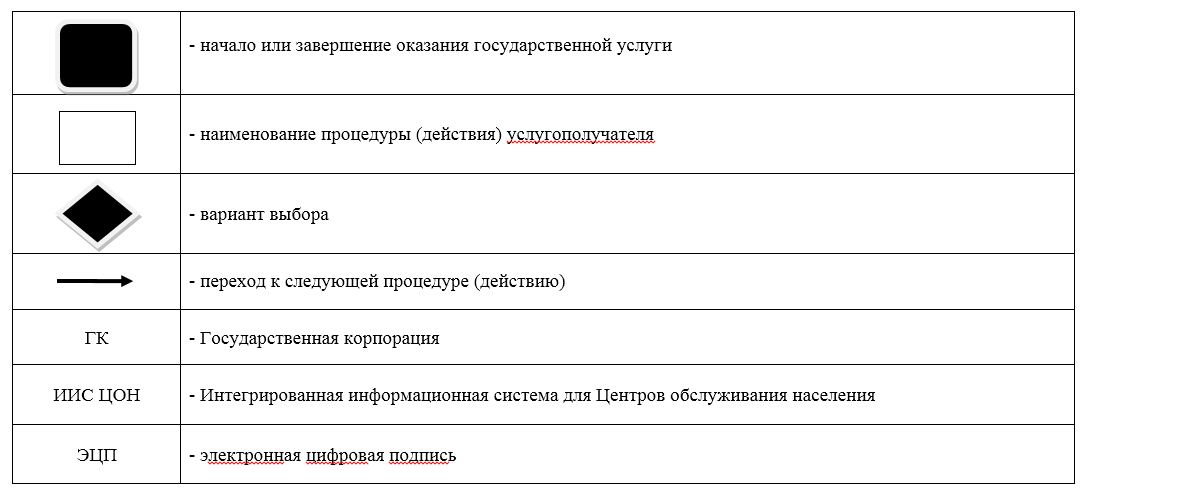 - начало или завершение оказания государственной услуги
- наименование процедуры (действия) услугополучателя
- вариант выбора
- переход к следующей процедуре (действию)
ГК - Государственная корпорация
ИИС ЦОН - Интегрированная информационная система для Центров обслуживания населения
ЭЦП - электронная цифровая подпись